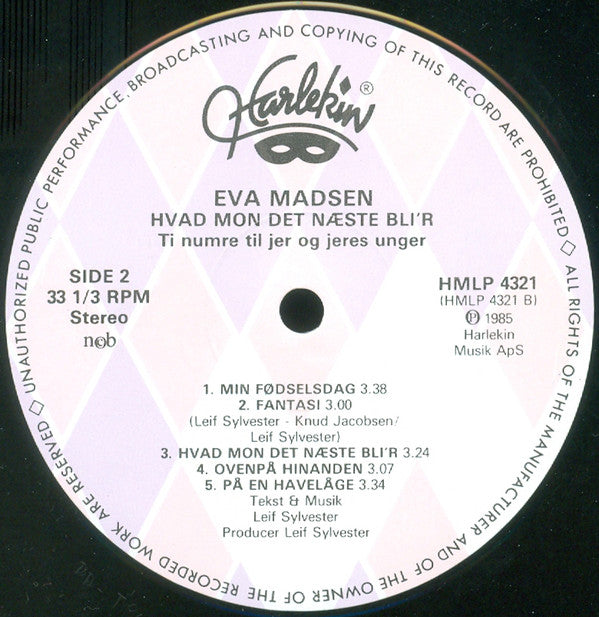 UNAUTHORIZED PUBLIC PERFORMANCE, BROADCASTING AND COPYING OF THIS RECORD ARE PROHIBITED ◇ ALL RIGHTS OF THE MANUFACTURER AND OF THE OWNER OF THE RECORDED WORK ARE RESERVED ◇
Harlekin ®
EVA MADSEN
HVAD MON DET NÆSTE BLI'R
Ti numre til jer og jeres unger
SIDE 2
33 1/3 RPM
Stereo
n©b
HMLP 4321
(HMLP 4321 B)
℗ 1985
Harlekin
Musik ApS
1. MIN FØDSELSDAG 3.38
2. FANTASI 3.00
(Leif Sylvester - Knud Jacobsen/
Leif Sylvester)
3. HVAD MON DET NÆSTE BLI'R 3.24
4. OVENPÅ HINANDEN 3.07
5. PÅ EN HAVELÅGE 3.34
Tekst & Musik
Leif Sylvester
Producer Leif Sylvester